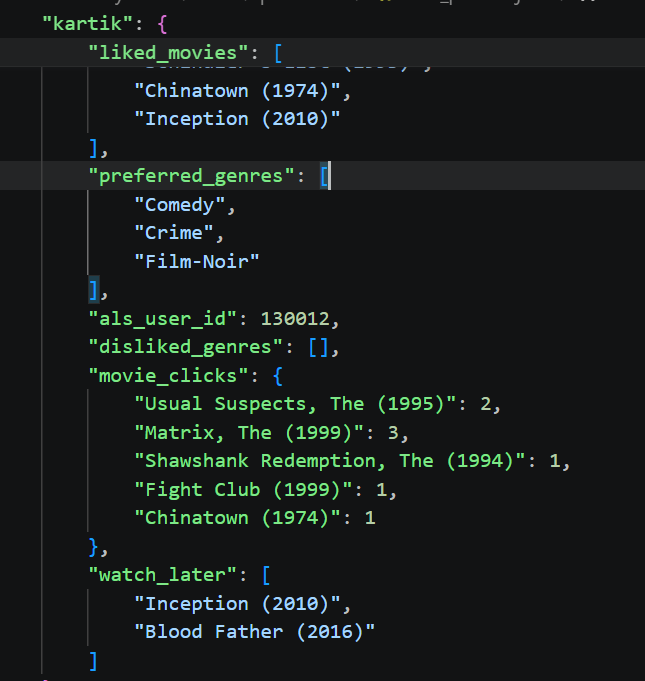 "kartik": {
"liked_movies": [
"Chinatown (1974)",
"Inception (2010)"
],
"preferred_genres": [
"Comedy",
"Crime",
"Film-Noir"
],
"als_user_id": 130012,
"disliked_genres": [],
"movie_clicks": {
"Usual Suspects, The (1995)": 2,
"Matrix, The (1999)": 3,
"Shawshank Redemption, The (1994)": 1,
"Fight Club (1999)": 1,
"Chinatown (1974)": 1
},
"watch_later": [
"Inception (2010)",
"Blood Father (2016)"
]